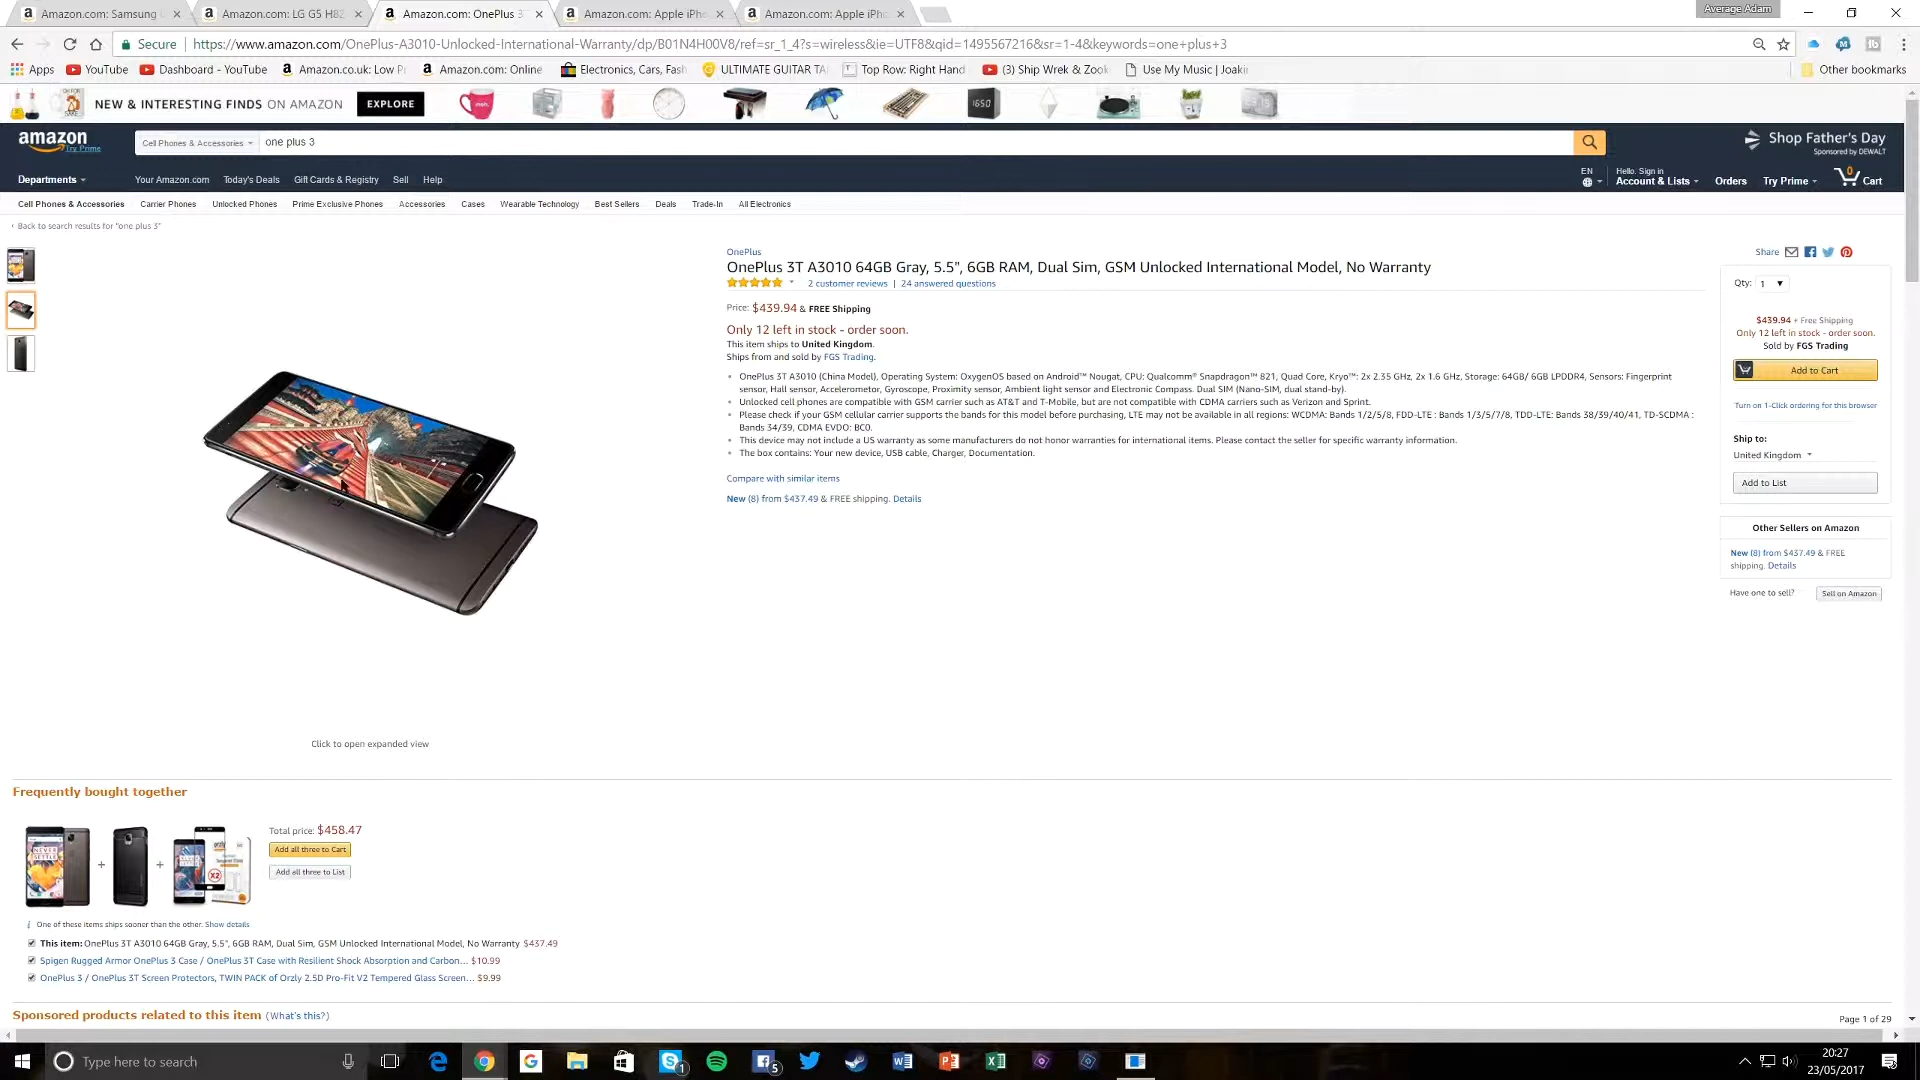 Amazon.com: Samsung
Amazon.com: LG G5 H82
Amazon.com: OnePlus 3
Amazon.com: Apple iPh
Amazon.com: Apple iPh
Average Adam
Secure
https://www.amazon.com/OnePlus-A3010-Unlocked-International-Warranty/dp/B01N4H00V8/ref=sr_1_4?s=wireless&ie=UTF8&qid=1495567216&sr=1-4&keywords=one+plus+3
Apps
YouTube
Dashboard - YouTube
Amazon.co.uk: Low P
Amazon.com: Online
Electronics, Cars, Fash
ULTIMATE GUITAR TA
Top Row: Right Hand
(3) Ship Wrek & Zook
Use My Music | Joaki
Other bookmarks
NEW & INTERESTING FINDS ON AMAZON
EXPLORE
amazon
Try Prime
Cell Phones & Accessories
one plus 3
Shop Father's Day
Sponsored by DEWALT
Departments
Your Amazon.com
Today's Deals
Gift Cards & Registry
Sell
Help
EN
Hello. Sign in
Account & Lists
Orders
Try Prime
0
Cart
Cell Phones & Accessories
Carrier Phones
Unlocked Phones
Prime Exclusive Phones
Accessories
Cases
Wearable Technology
Best Sellers
Deals
Trade-In
All Electronics
‹ Back to search results for "one plus 3"
OnePlus
OnePlus 3T A3010 64GB Gray, 5.5", 6GB RAM, Dual Sim, GSM Unlocked International Model, No Warranty
2 customer reviews | 24 answered questions
Price: $439.94 & FREE Shipping
Only 12 left in stock - order soon.
This item ships to United Kingdom.
Ships from and sold by FGS Trading.
• OnePlus 3T A3010 (China Model), Operating System: OxygenOS based on Android™ Nougat, CPU: Qualcomm® Snapdragon™ 821, Quad Core, Kryo™: 2x 2.35 GHz, 2x 1.6 GHz, Storage: 64GB/ 6GB LPDDR4, Sensors: Fingerprint
sensor, Hall sensor, Accelerometer, Gyroscope, Proximity sensor, Ambient light sensor and Electronic Compass. Dual SIM (Nano-SIM, dual stand-by).
• Unlocked cell phones are compatible with GSM carrier such as AT&T and T-Mobile, but are not compatible with CDMA carriers such as Verizon and Sprint.
• Please check if your GSM cellular carrier supports the bands for this model before purchasing, LTE may not be available in all regions: WCDMA: Bands 1/2/5/8, FDD-LTE : Bands 1/3/5/7/8, TDD-LTE: Bands 38/39/40/41, TD-SCDMA :
Bands 34/39, CDMA EVDO: BC0.
• This device may not include a US warranty as some manufacturers do not honor warranties for international items. Please contact the seller for specific warranty information.
• The box contains: Your new device, USB cable, Charger, Documentation.
Compare with similar items
New (8) from $437.49 & FREE shipping. Details
Share
Qty: 1
$439.94 + Free Shipping
Only 12 left in stock - order soon.
Sold by FGS Trading
Add to Cart
Turn on 1-Click ordering for this browser
Ship to:
United Kingdom
Add to List
Other Sellers on Amazon
New (8) from $437.49 & FREE
shipping. Details
Have one to sell?
Sell on Amazon
Click to open expanded view
Frequently bought together
Total price: $458.47
Add all three to Cart
Add all three to List
i One of these items ships sooner than the other. Show details
This item: OnePlus 3T A3010 64GB Gray, 5.5", 6GB RAM, Dual Sim, GSM Unlocked International Model, No Warranty $437.49
Spigen Rugged Armor OnePlus 3 Case / OnePlus 3T Case with Resilient Shock Absorption and Carbon... $10.99
OnePlus 3 / OnePlus 3T Screen Protectors, TWIN PACK of Orzly 2.5D Pro-Fit V2 Tempered Glass Screen... $9.99
Sponsored products related to this item (What's this?)
Page 1 of 29
Type here to search
20:27
23/05/2017